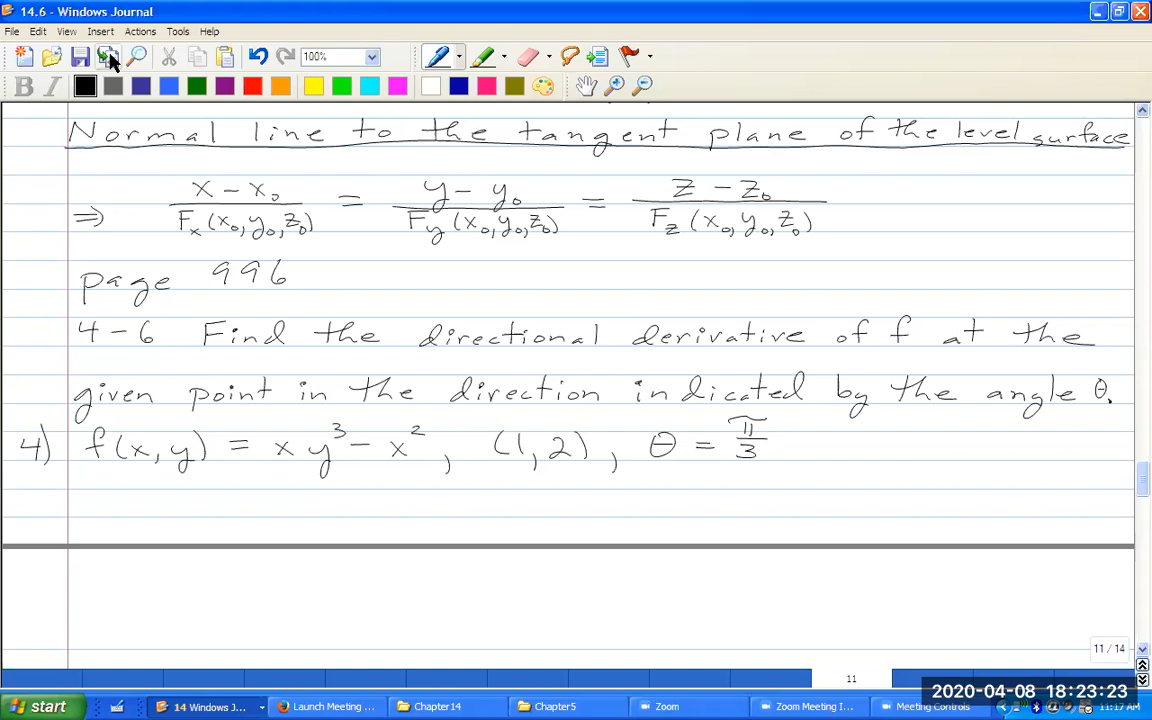 14.6 - Windows Journal
File Edit View Insert Actions Tools Help
100%
Normal line to the tangent plane of the level surface
⇒ (x - x₀)/(Fₓ(x₀,y₀,z₀)) = (y - y₀)/(F_y(x₀,y₀,z₀)) = (z - z₀)/(F_z(x₀,y₀,z₀))
page 996
4-6 Find the directional derivative of f at the
given point in the direction indicated by the angle θ.
4) f(x,y) = xy³ - x², (1,2), θ = π/3
11 / 14
11
2020-04-08 18:23:23
start 14 Windows J... Launch Meeting ... Chapter14 Chapter5 Zoom Zoom Meeting I... Meeting Controls 11:17 AM